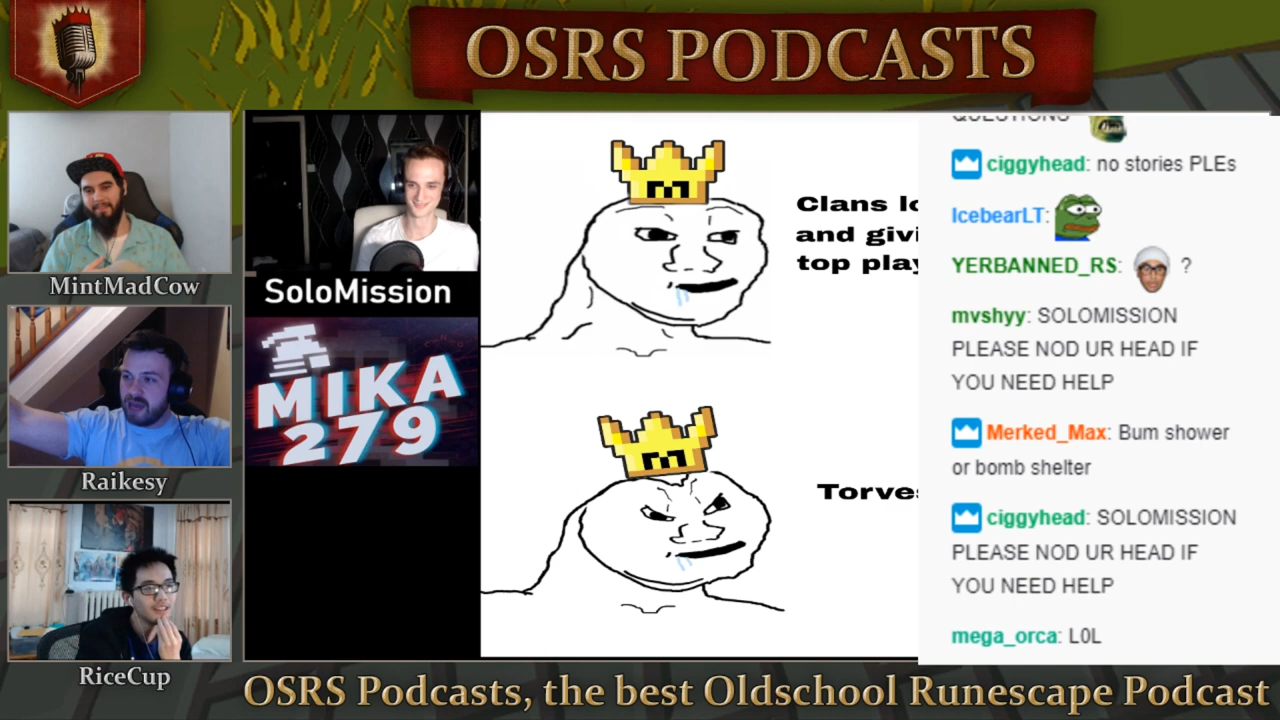 OSRS PODCASTS
MintMadCow
Raikesy
RiceCup
SoloMission
MIKA
279
Clans lo
and givi
top play
Torves
QUESTIONS
ciggyhead: no stories PLEs
IcebearLT:
YERBANNED_RS: ?
mvshyy: SOLOMISSION
PLEASE NOD UR HEAD IF
YOU NEED HELP
Merked_Max: Bum shower
or bomb shelter
ciggyhead: SOLOMISSION
PLEASE NOD UR HEAD IF
YOU NEED HELP
mega_orca: L0L
OSRS Podcasts, the best Oldschool Runescape Podcast